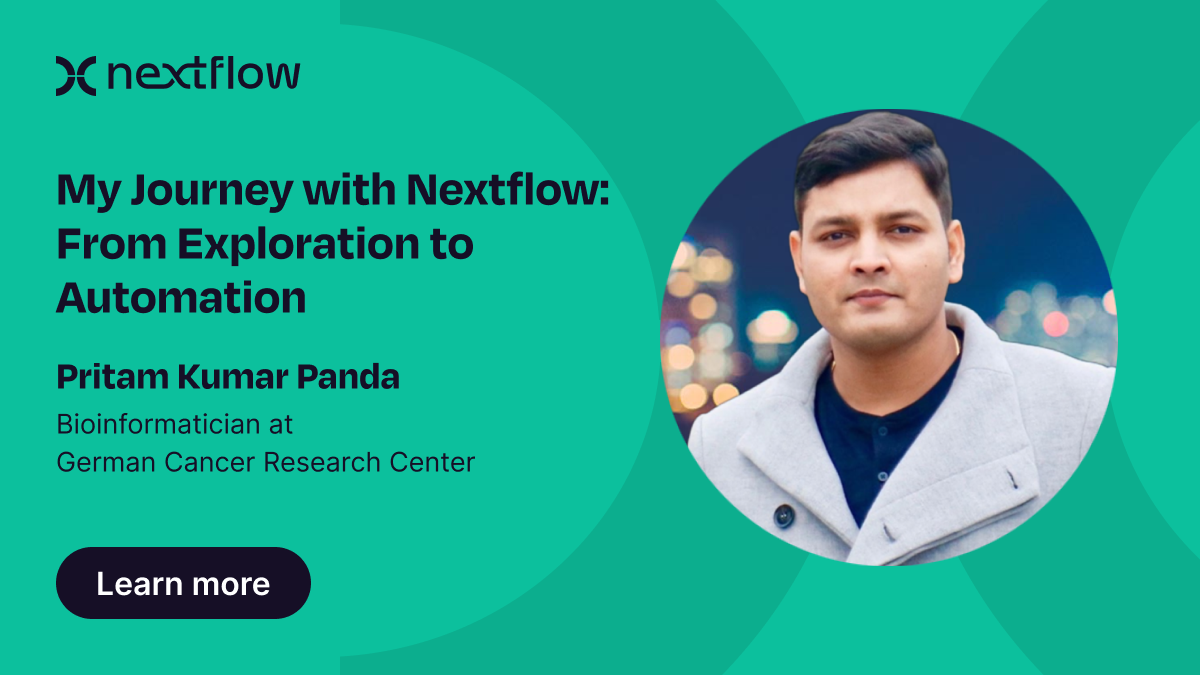 nextflow
My Journey with Nextflow:
From Exploration to
Automation
Pritam Kumar Panda
Bioinformatician at
German Cancer Research Center
Learn more